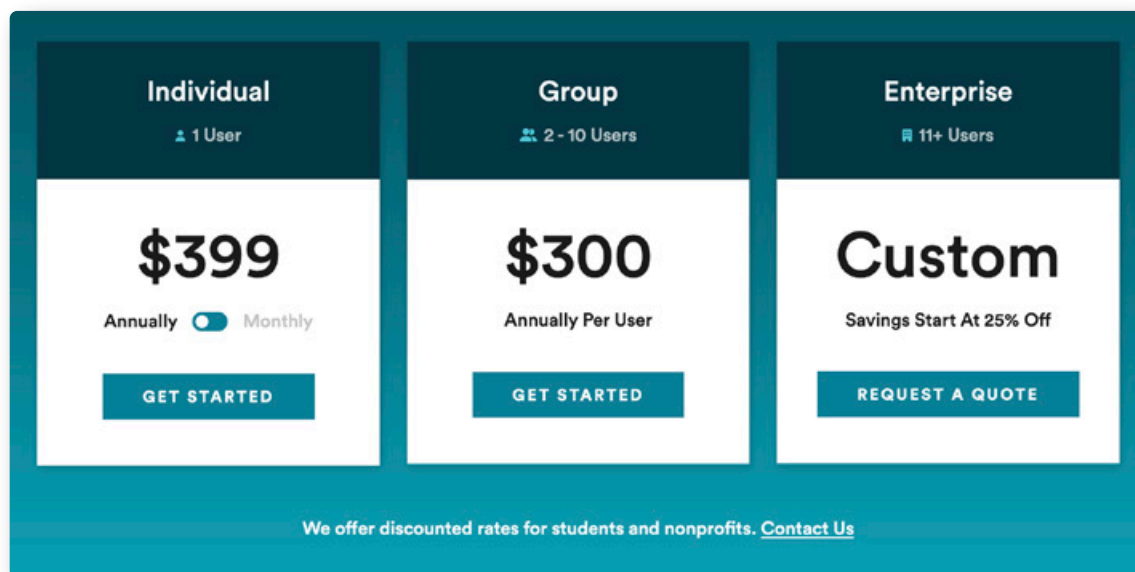 Individual
1 User
$399
Annually Monthly
GET STARTED
Group
2 - 10 Users
$300
Annually Per User
GET STARTED
Enterprise
11+ Users
Custom
Savings Start At 25% Off
REQUEST A QUOTE
We offer discounted rates for students and nonprofits. Contact Us